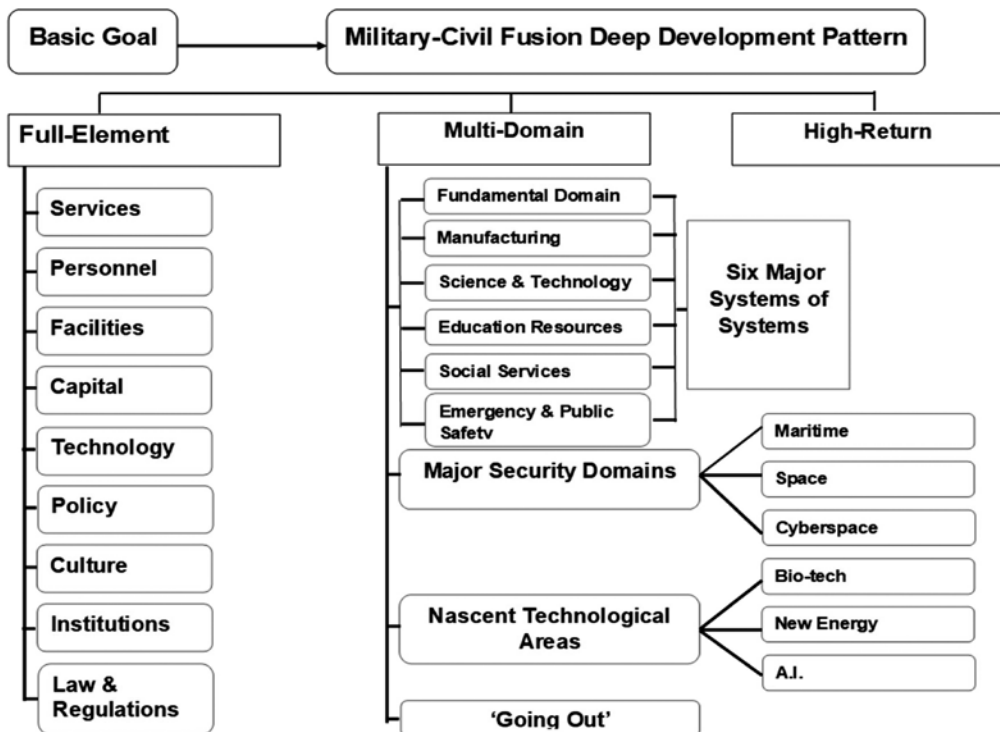 Basic Goal
Military-Civil Fusion Deep Development Pattern
Full-Element
Services
Personnel
Facilities
Capital
Technology
Policy
Culture
Institutions
Law &
Regulations
Multi-Domain
Fundamental Domain
Manufacturing
Science & Technology
Education Resources
Social Services
Emergency & Public
Safety
Six Major
Systems of
Systems
Major Security Domains
Maritime
Space
Cyberspace
Nascent Technological
Areas
Bio-tech
New Energy
A.I.
‘Going Out’
High-Return